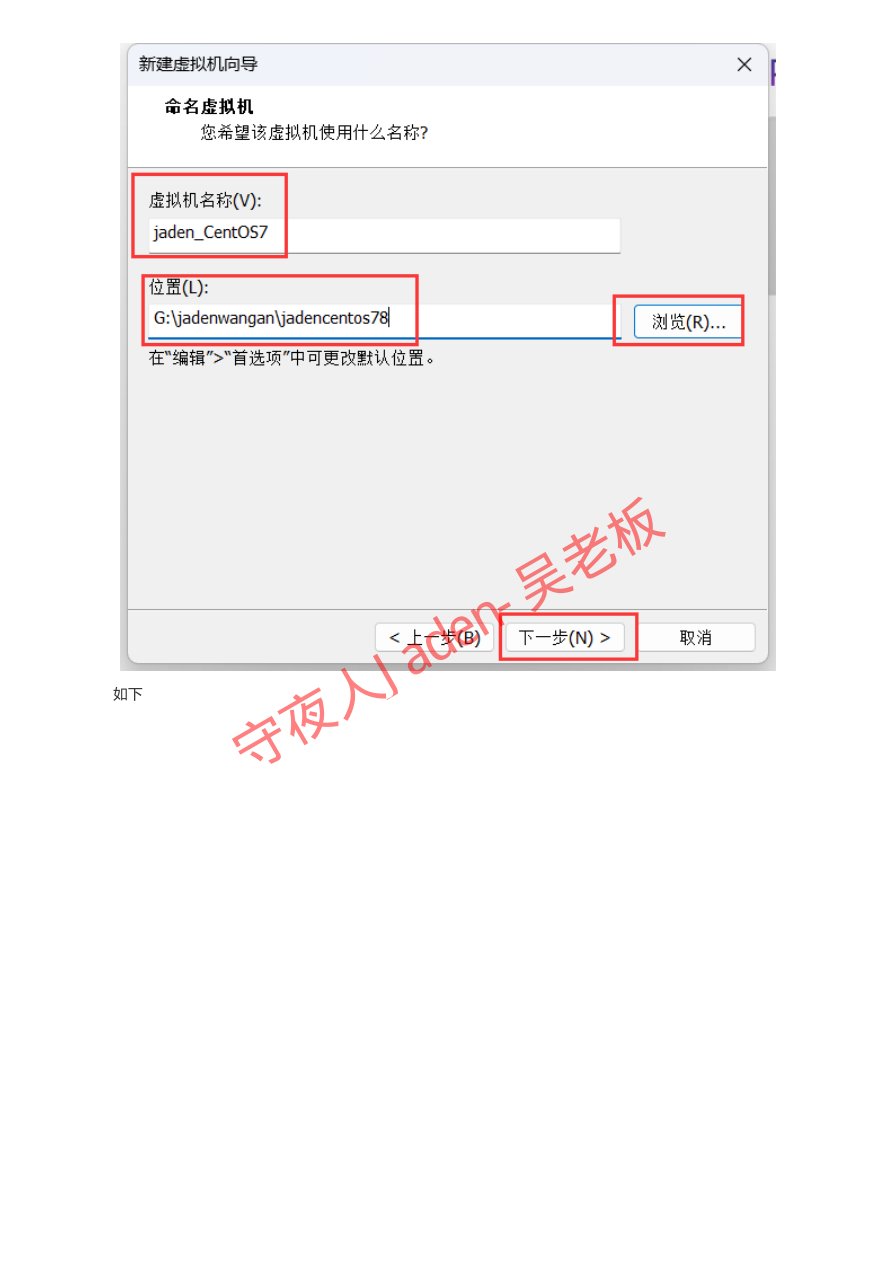 新建虚拟机向导
命名虚拟机
您希望该虚拟机使用什么名称?
虚拟机名称(V):
jaden_CentOS7
位置(L):
G:\jadenwangan\jadencentos78
浏览(R)...
在“编辑”>“首选项”中可更改默认位置。
< 上一步(B)
下一步(N) >
取消
守夜人Jaden-吴老板
如下